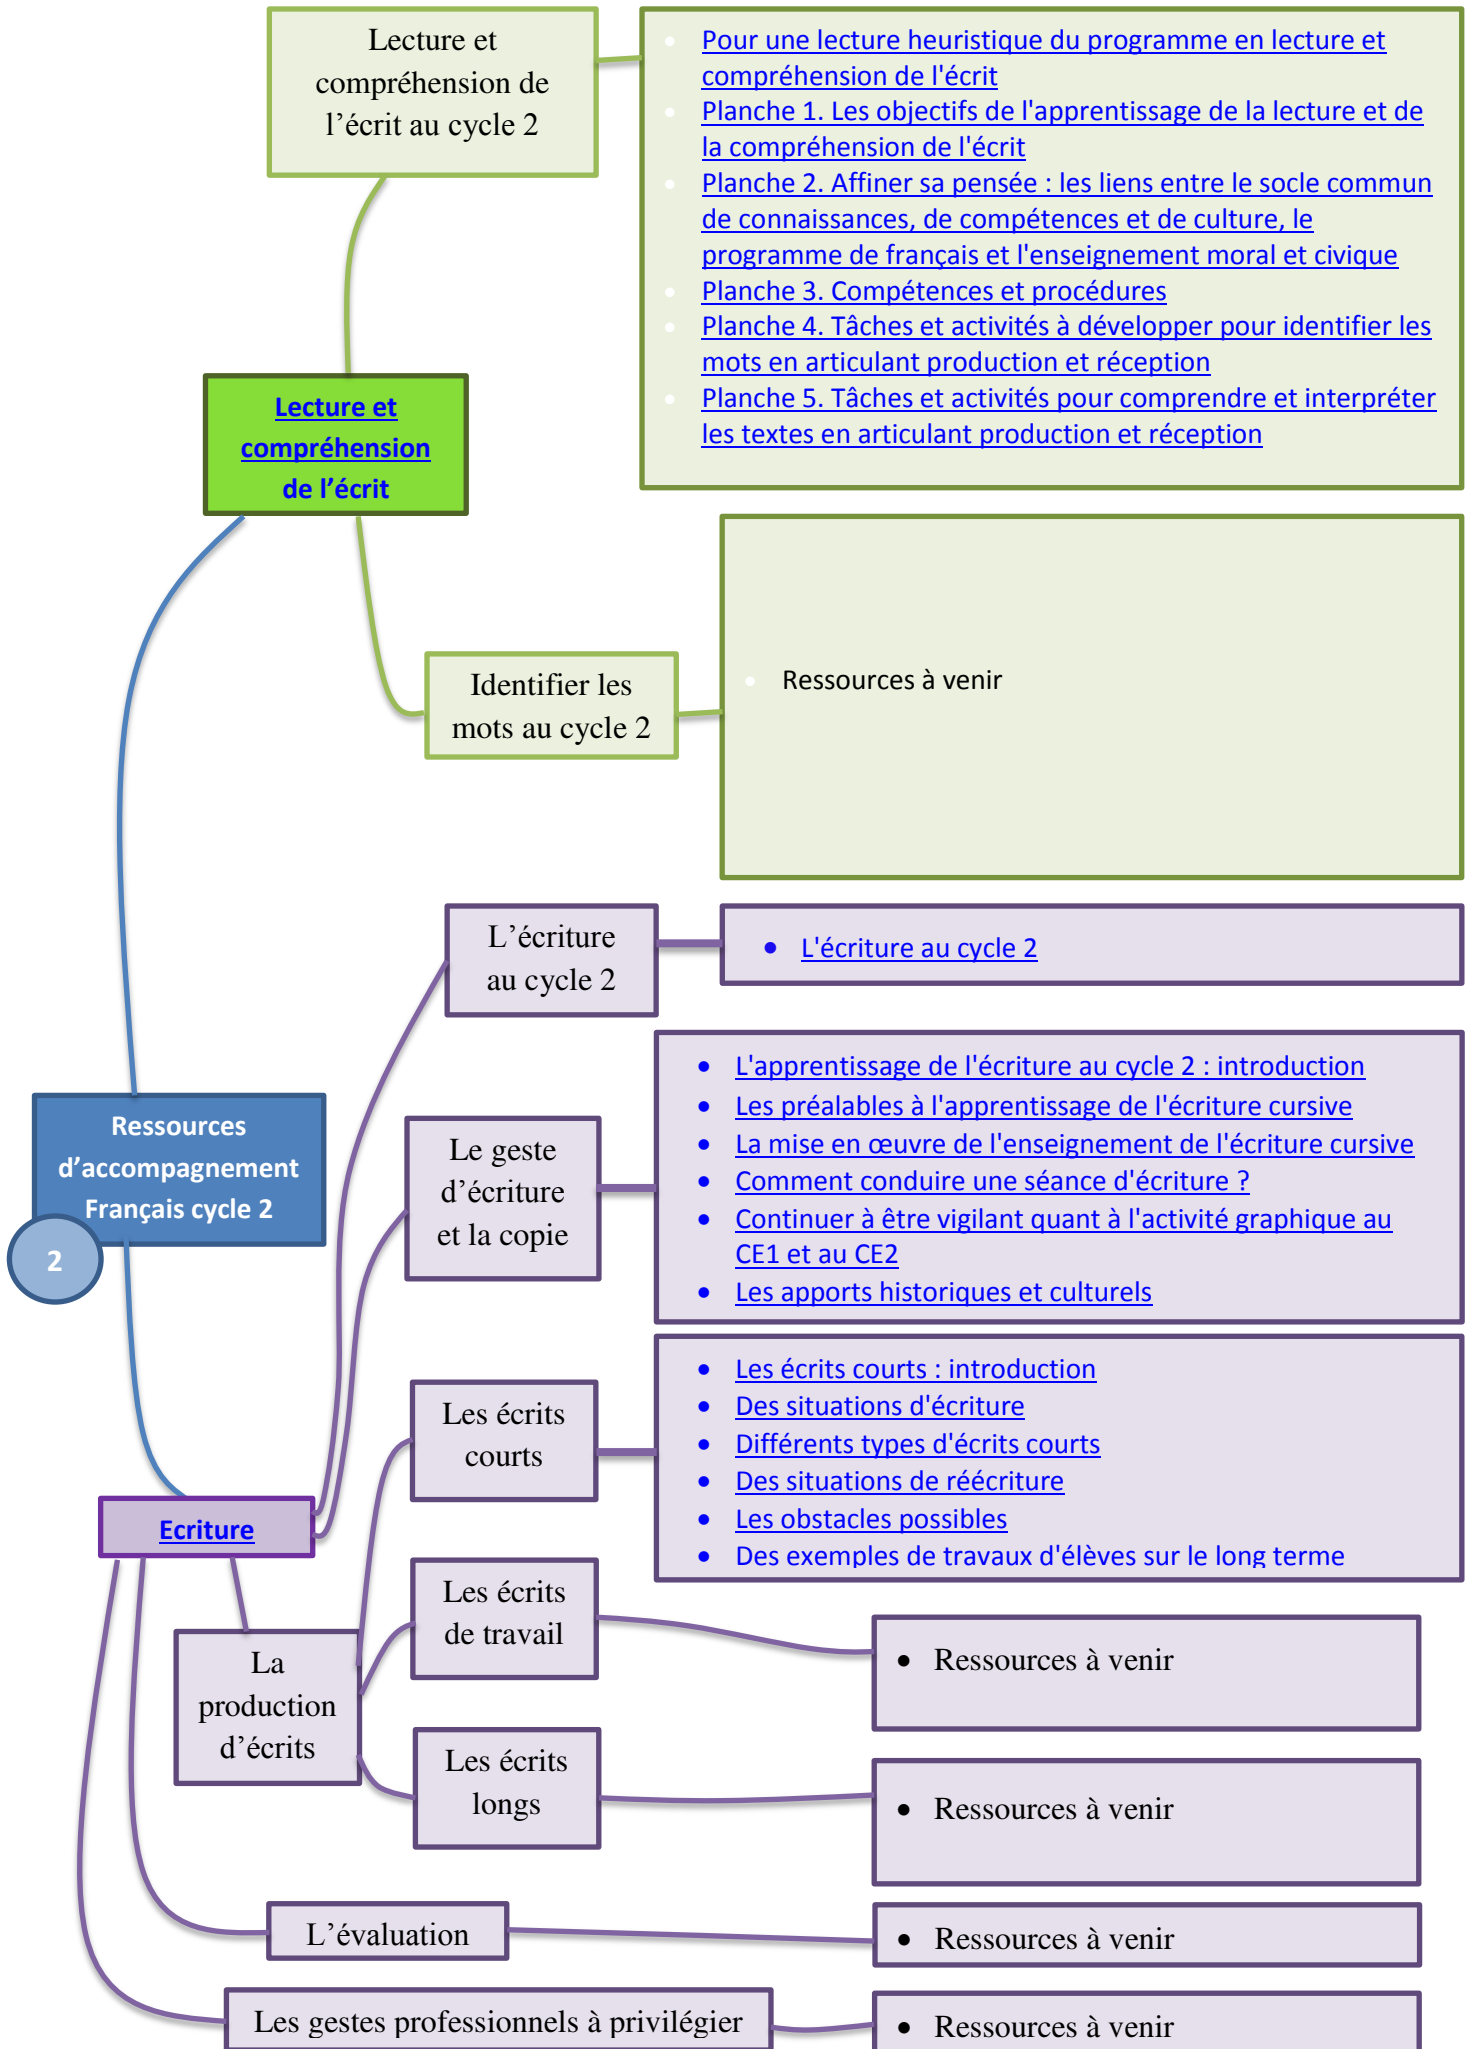 Lecture et
compréhension de
l’écrit au cycle 2
Pour une lecture heuristique du programme en lecture et
compréhension de l'écrit
Planche 1. Les objectifs de l'apprentissage de la lecture et de
la compréhension de l'écrit
Planche 2. Affiner sa pensée : les liens entre le socle commun
de connaissances, de compétences et de culture, le
programme de français et l'enseignement moral et civique
Planche 3. Compétences et procédures
Planche 4. Tâches et activités à développer pour identifier les
mots en articulant production et réception
Planche 5. Tâches et activités pour comprendre et interpréter
les textes en articulant production et réception
Lecture et
compréhension
de l’écrit
Identifier les
mots au cycle 2
Ressources à venir
L’écriture
au cycle 2
• L'écriture au cycle 2
Ressources
d’accompagnement
Français cycle 2
2
Le geste
d’écriture
et la copie
• L'apprentissage de l'écriture au cycle 2 : introduction
• Les préalables à l'apprentissage de l'écriture cursive
• La mise en œuvre de l'enseignement de l'écriture cursive
• Comment conduire une séance d'écriture ?
• Continuer à être vigilant quant à l'activité graphique au
CE1 et au CE2
• Les apports historiques et culturels
Les écrits
courts
• Les écrits courts : introduction
• Des situations d'écriture
• Différents types d'écrits courts
• Des situations de réécriture
• Les obstacles possibles
• Des exemples de travaux d'élèves sur le long terme
Ecriture
La
production
d’écrits
Les écrits
de travail
• Ressources à venir
Les écrits
longs
• Ressources à venir
L’évaluation
• Ressources à venir
Les gestes professionnels à privilégier
• Ressources à venir